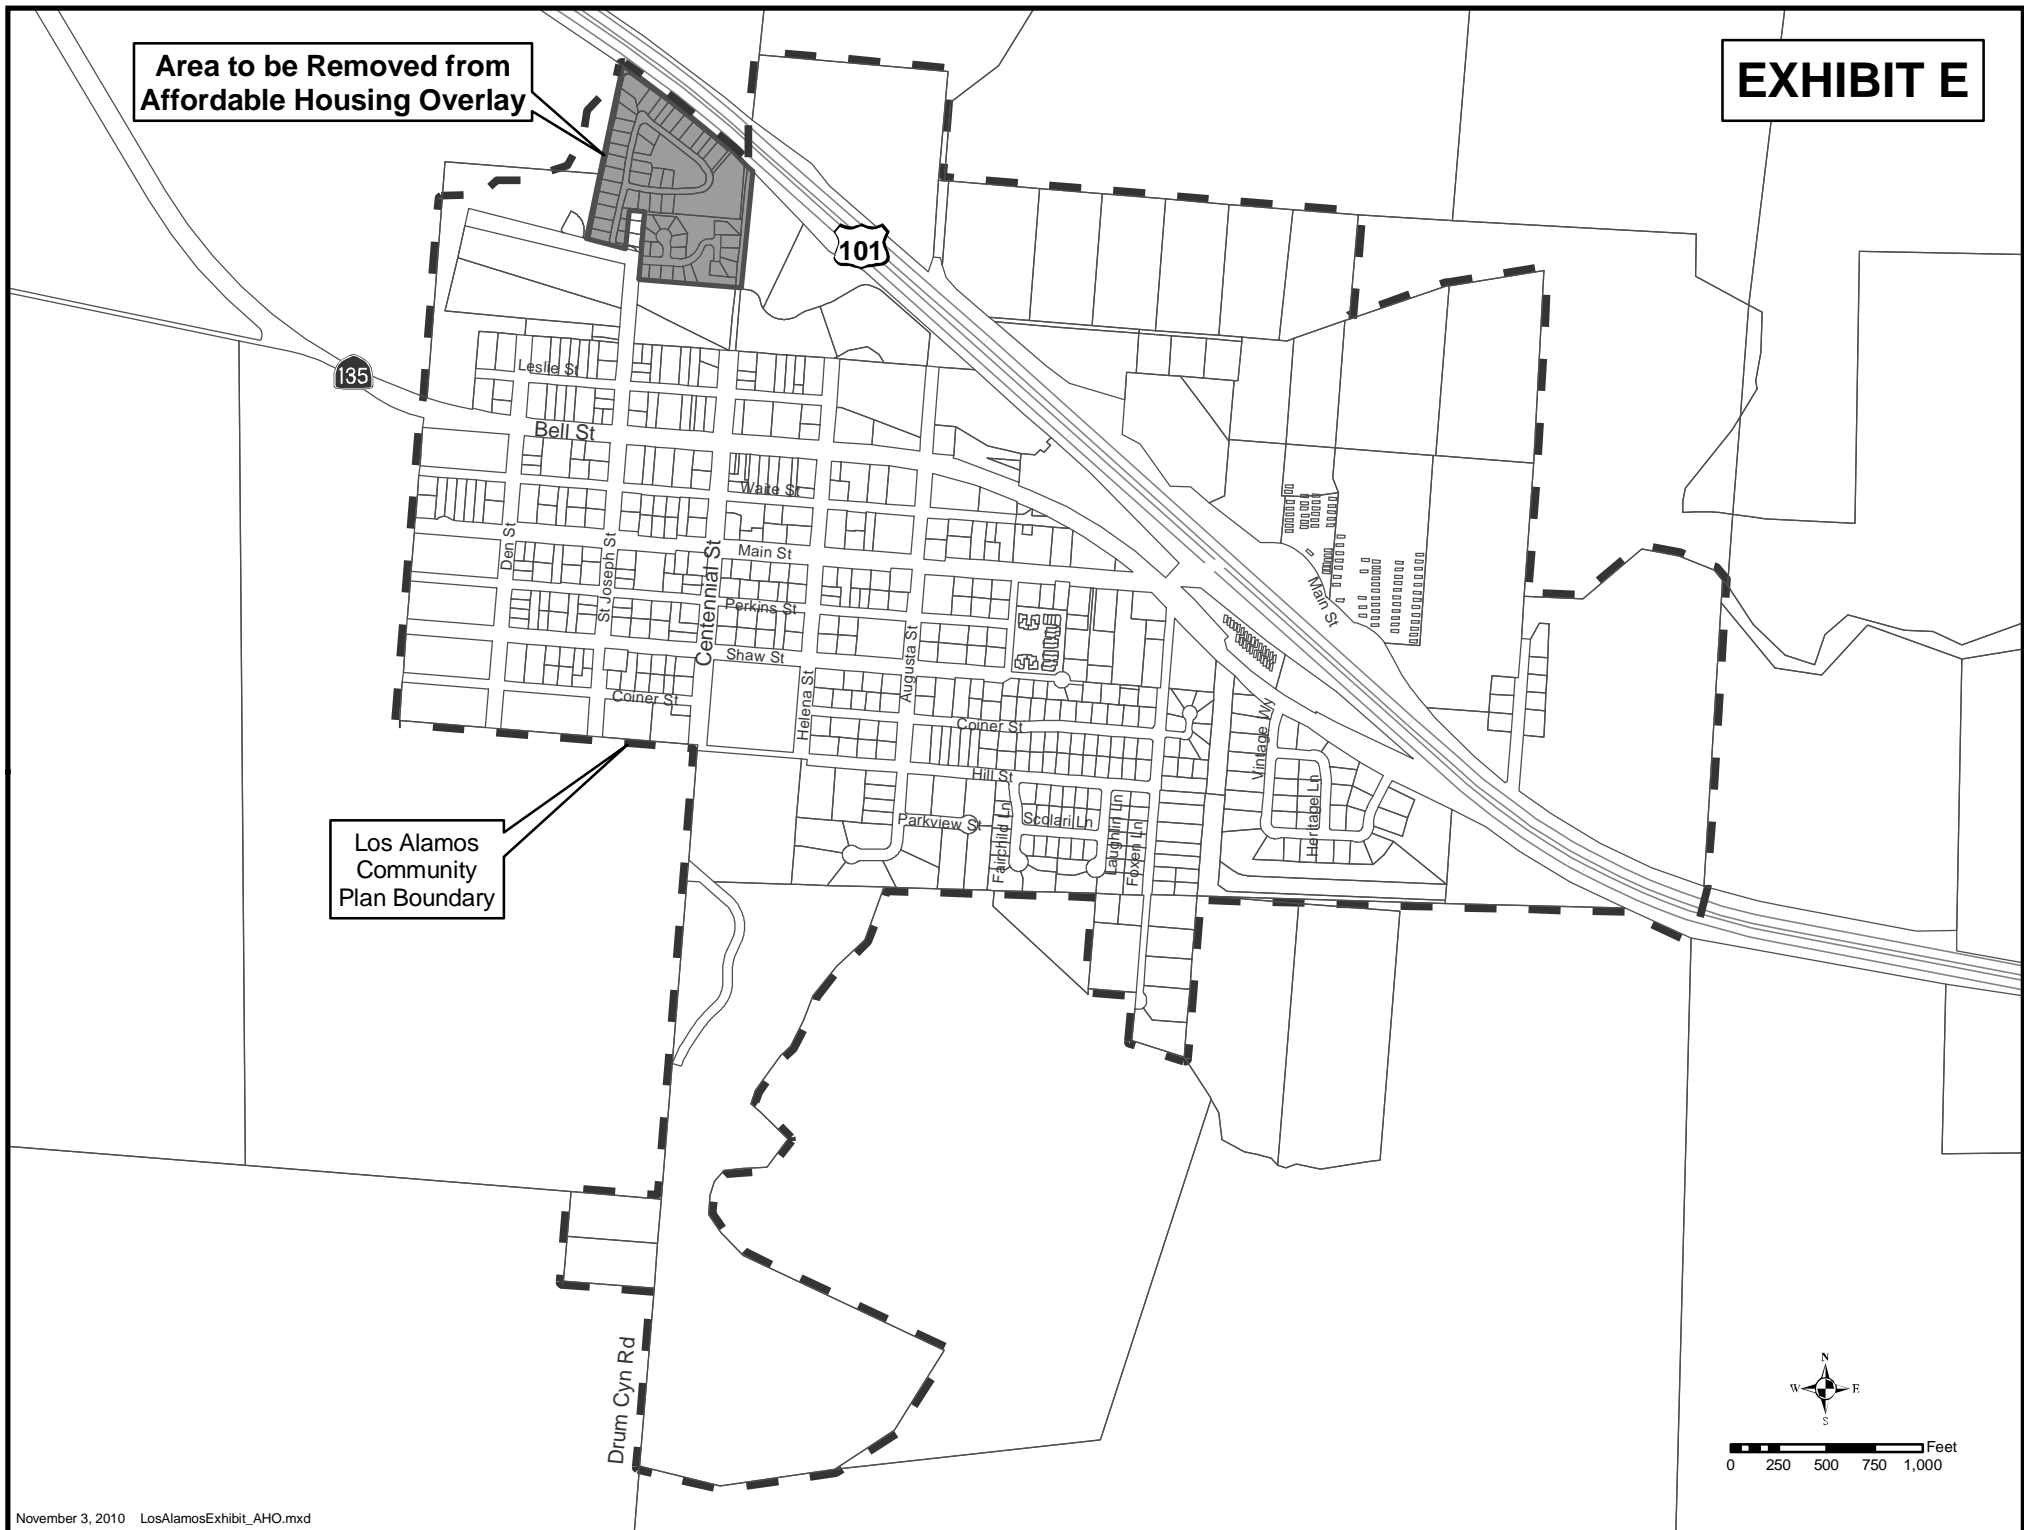 Area to be Removed from
Affordable Housing Overlay
EXHIBIT E
101
135
Leslie St
Bell St
Waite St
Main St
Den St
St Joseph St
Centennial St
Perkins St
Shaw St
Coiner St
Helena St
Augusta St
Coiner St
Hill St
Parkview St
Fairchild Ln
Scolari Ln
Laughlin Ln
Foxen Ln
Vintage Wy
Heritage Ln
Main St
Los Alamos
Community
Plan Boundary
Drum Cyn Rd
N
W E
S
Feet
0 250 500 750 1,000
November 3, 2010 LosAlamosExhibit_AHO.mxd